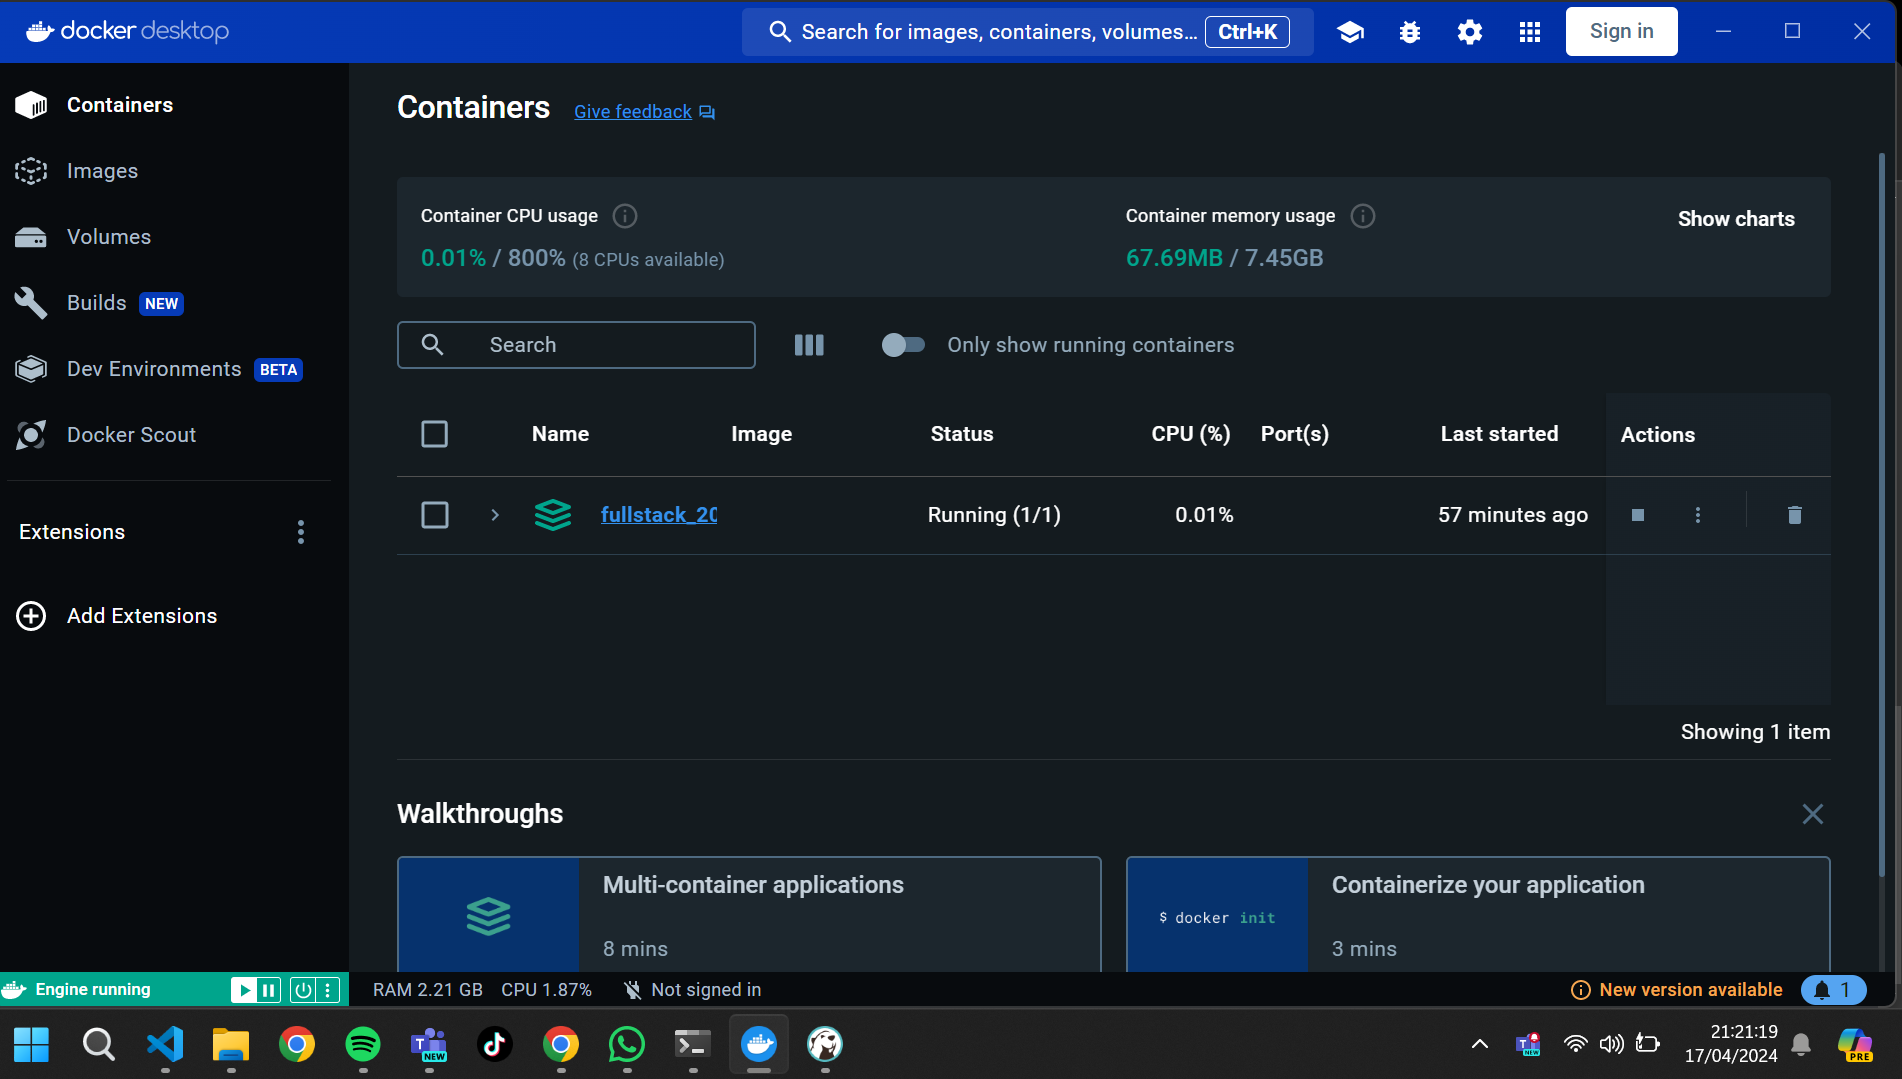 docker desktop
Search for images, containers, volumes... Ctrl+K
Sign in
Containers
Images
Volumes
Builds NEW
Dev Environments BETA
Docker Scout
Extensions
Add Extensions
Containers Give feedback
Container CPU usage
0.01% / 800% (8 CPUs available)
Container memory usage
67.69MB / 7.45GB
Show charts
Search
Only show running containers
Name Image Status CPU (%) Port(s) Last started Actions
fullstack_20 Running (1/1) 0.01% 57 minutes ago
Showing 1 item
Walkthroughs
Multi-container applications
8 mins
$ docker init
Containerize your application
3 mins
Engine running
RAM 2.21 GB CPU 1.87% Not signed in
New version available 1
NEW
NEW
21:21:19
17/04/2024
PRE